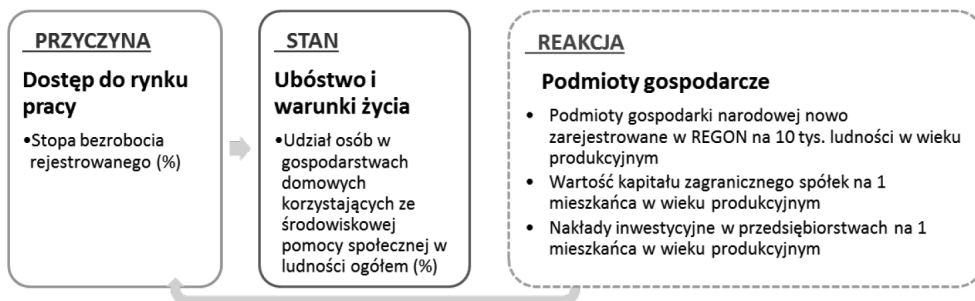 PRZYCZYNA
Dostęp do rynku
pracy
•Stopa bezrobocia
rejestrowanego (%)
STAN
Ubóstwo i
warunki życia
•Udział osób w
gospodarstwach
domowych
korzystających ze
środowiskowej
pomocy społecznej w
ludności ogółem (%)
REAKCJA
Podmioty gospodarcze
• Podmioty gospodarki narodowej nowo
zarejestrowane w REGON na 10 tys. ludności w wieku
produkcyjnym
• Wartość kapitału zagranicznego spółek na 1
mieszkańca w wieku produkcyjnym
• Nakłady inwestycyjne w przedsiębiorstwach na 1
mieszkańca w wieku produkcyjnym